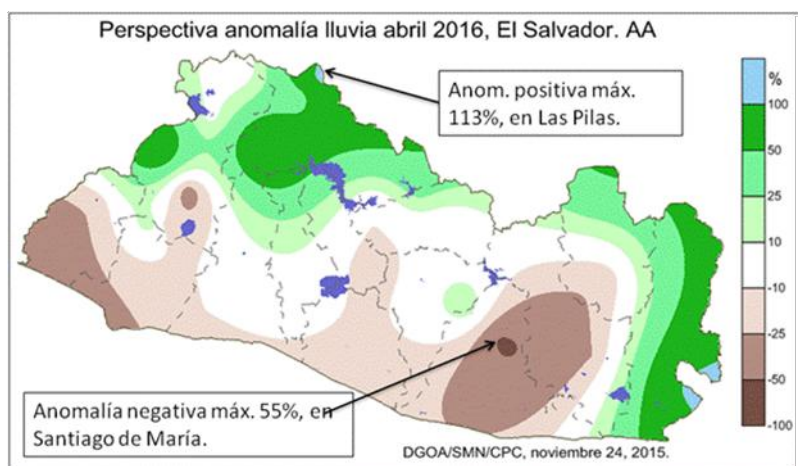 Perspectiva anomalía lluvia abril 2016, El Salvador. AA
Anom. positiva máx.
113%, en Las Pilas.
%
100
50
25
10
-10
-25
-50
-100
Anomalía negativa máx. 55%, en
Santiago de María.
DGOA/SMN/CPC, noviembre 24, 2015.